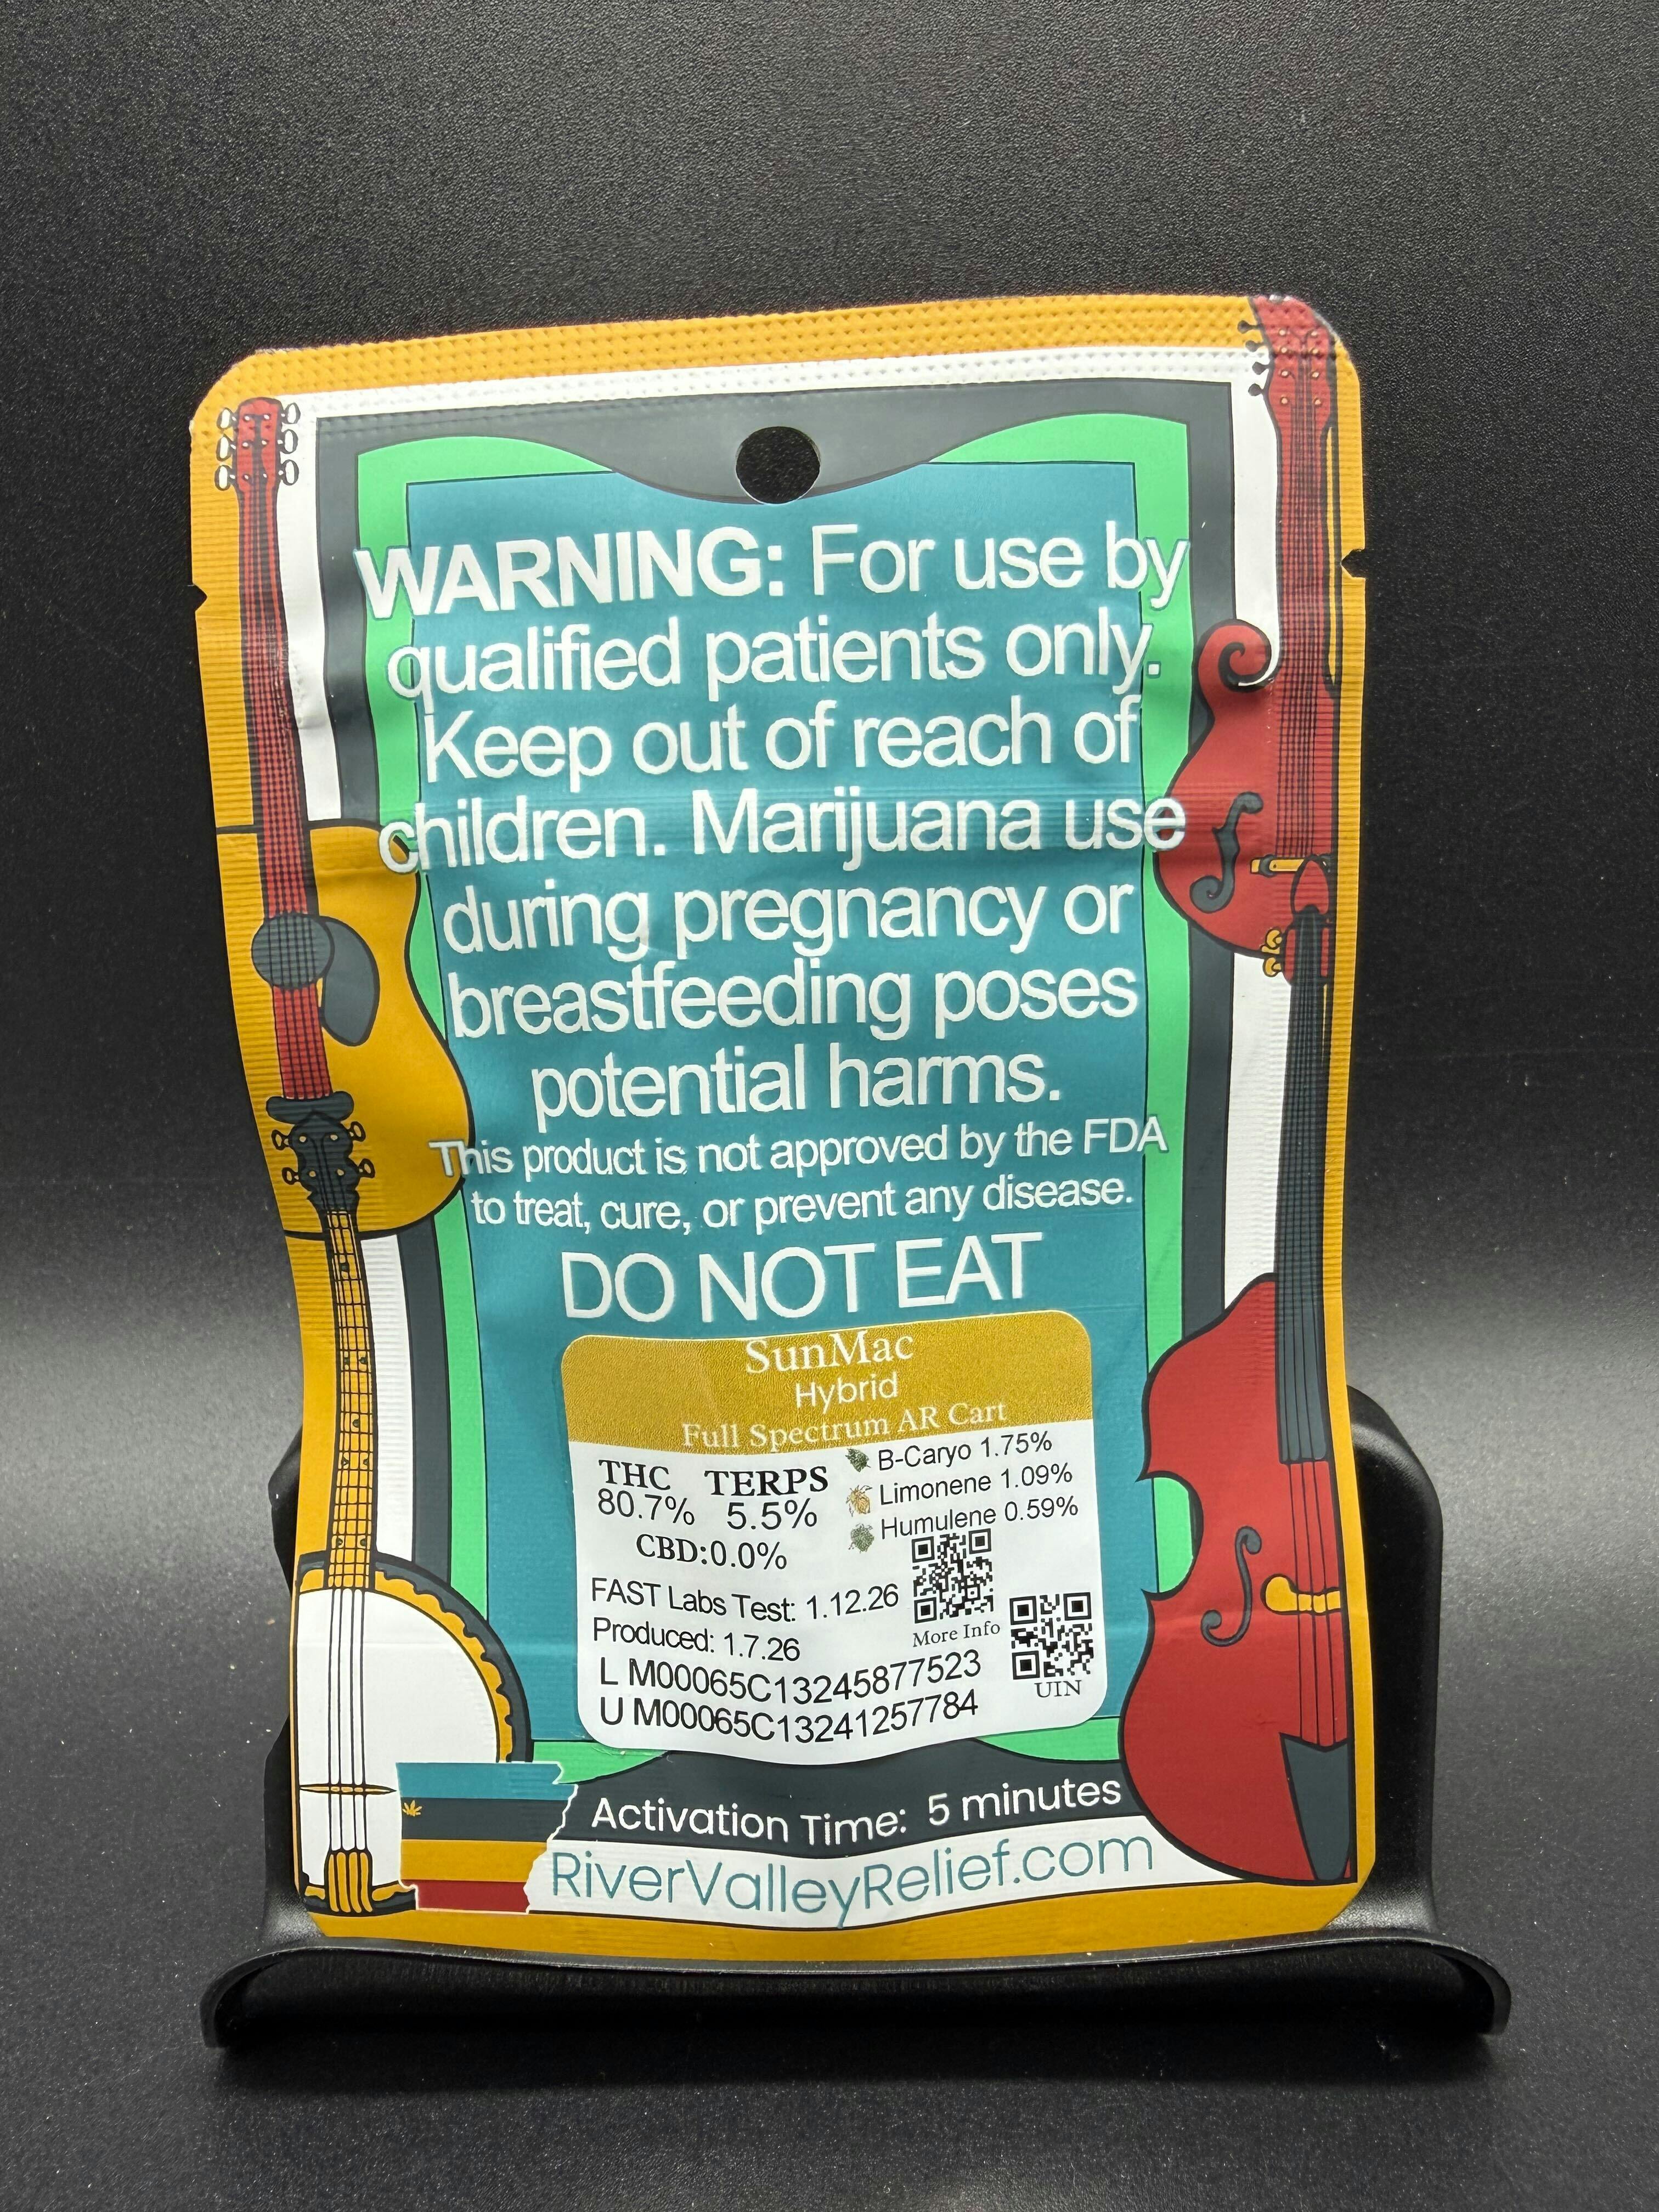 WARNING: For use by
qualified patients only.
Keep out of reach of
children. Marijuana use
during pregnancy or
breastfeeding poses
potential harms.
This product is not approved by the FDA
to treat, cure, or prevent any disease.
DO NOT EAT
SunMac
Hybrid
Full Spectrum AR Cart
THC TERPS
80.7% 5.5%
CBD:0.0%
B-Caryo 1.75%
Limonene 1.09%
Humulene 0.59%
FAST Labs Test: 1.12.26
Produced: 1.7.26
More Info
L M00065C13245877523
U M00065C13241257784
UIN
Activation Time: 5 minutes
RiverValleyRelief.com